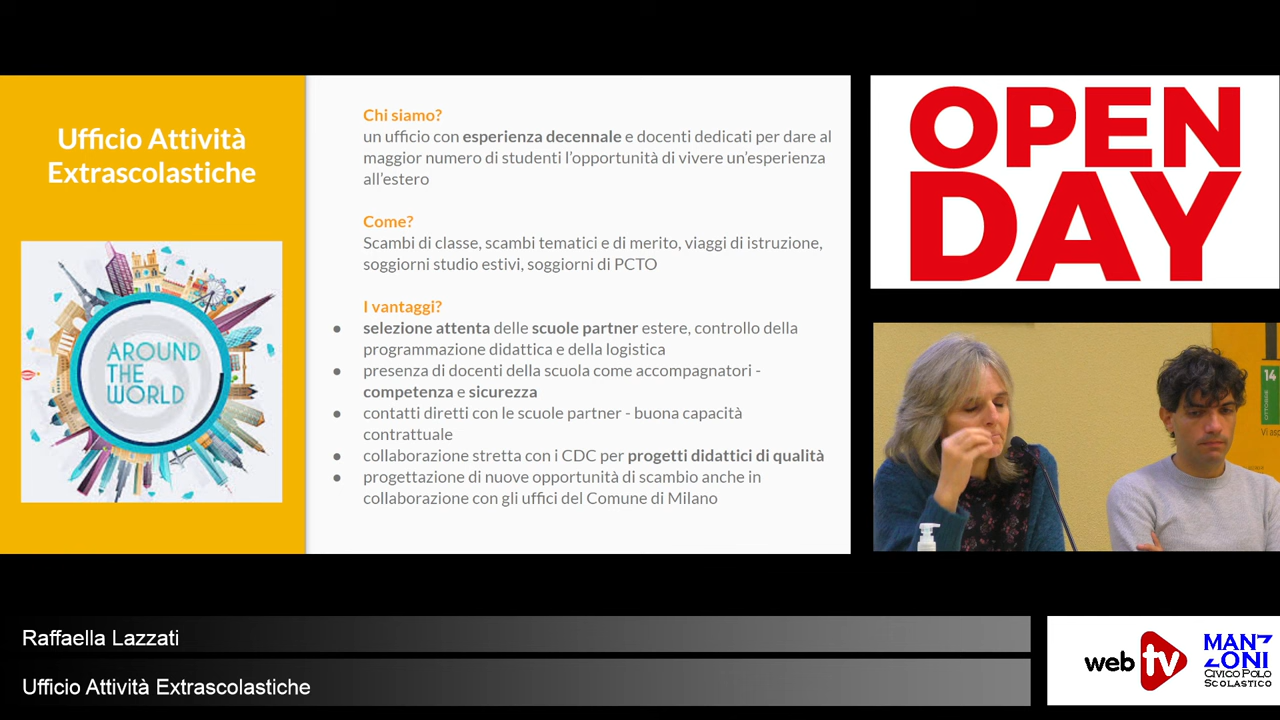 Ufficio Attività
Extrascolastiche
AROUND
THE
WORLD
Chi siamo?
un ufficio con esperienza decennale e docenti dedicati per dare al
maggior numero di studenti l'opportunità di vivere un'esperienza
all'estero
Come?
Scambi di classe, scambi tematici e di merito, viaggi di istruzione,
soggiorni studio estivi, soggiorni di PCTO
I vantaggi?
● selezione attenta delle scuole partner estere, controllo della
programmazione didattica e della logistica
● presenza di docenti della scuola come accompagnatori -
competenza e sicurezza
● contatti diretti con le scuole partner - buona capacità
contrattuale
● collaborazione stretta con i CDC per progetti didattici di qualità
● progettazione di nuove opportunità di scambio anche in
collaborazione con gli uffici del Comune di Milano
OPEN
DAY
14
OTTOBRE
Raffaella Lazzati
Ufficio Attività Extrascolastiche
web tv
MANZ
ZONI
CIVICO POLO
SCOLASTICO